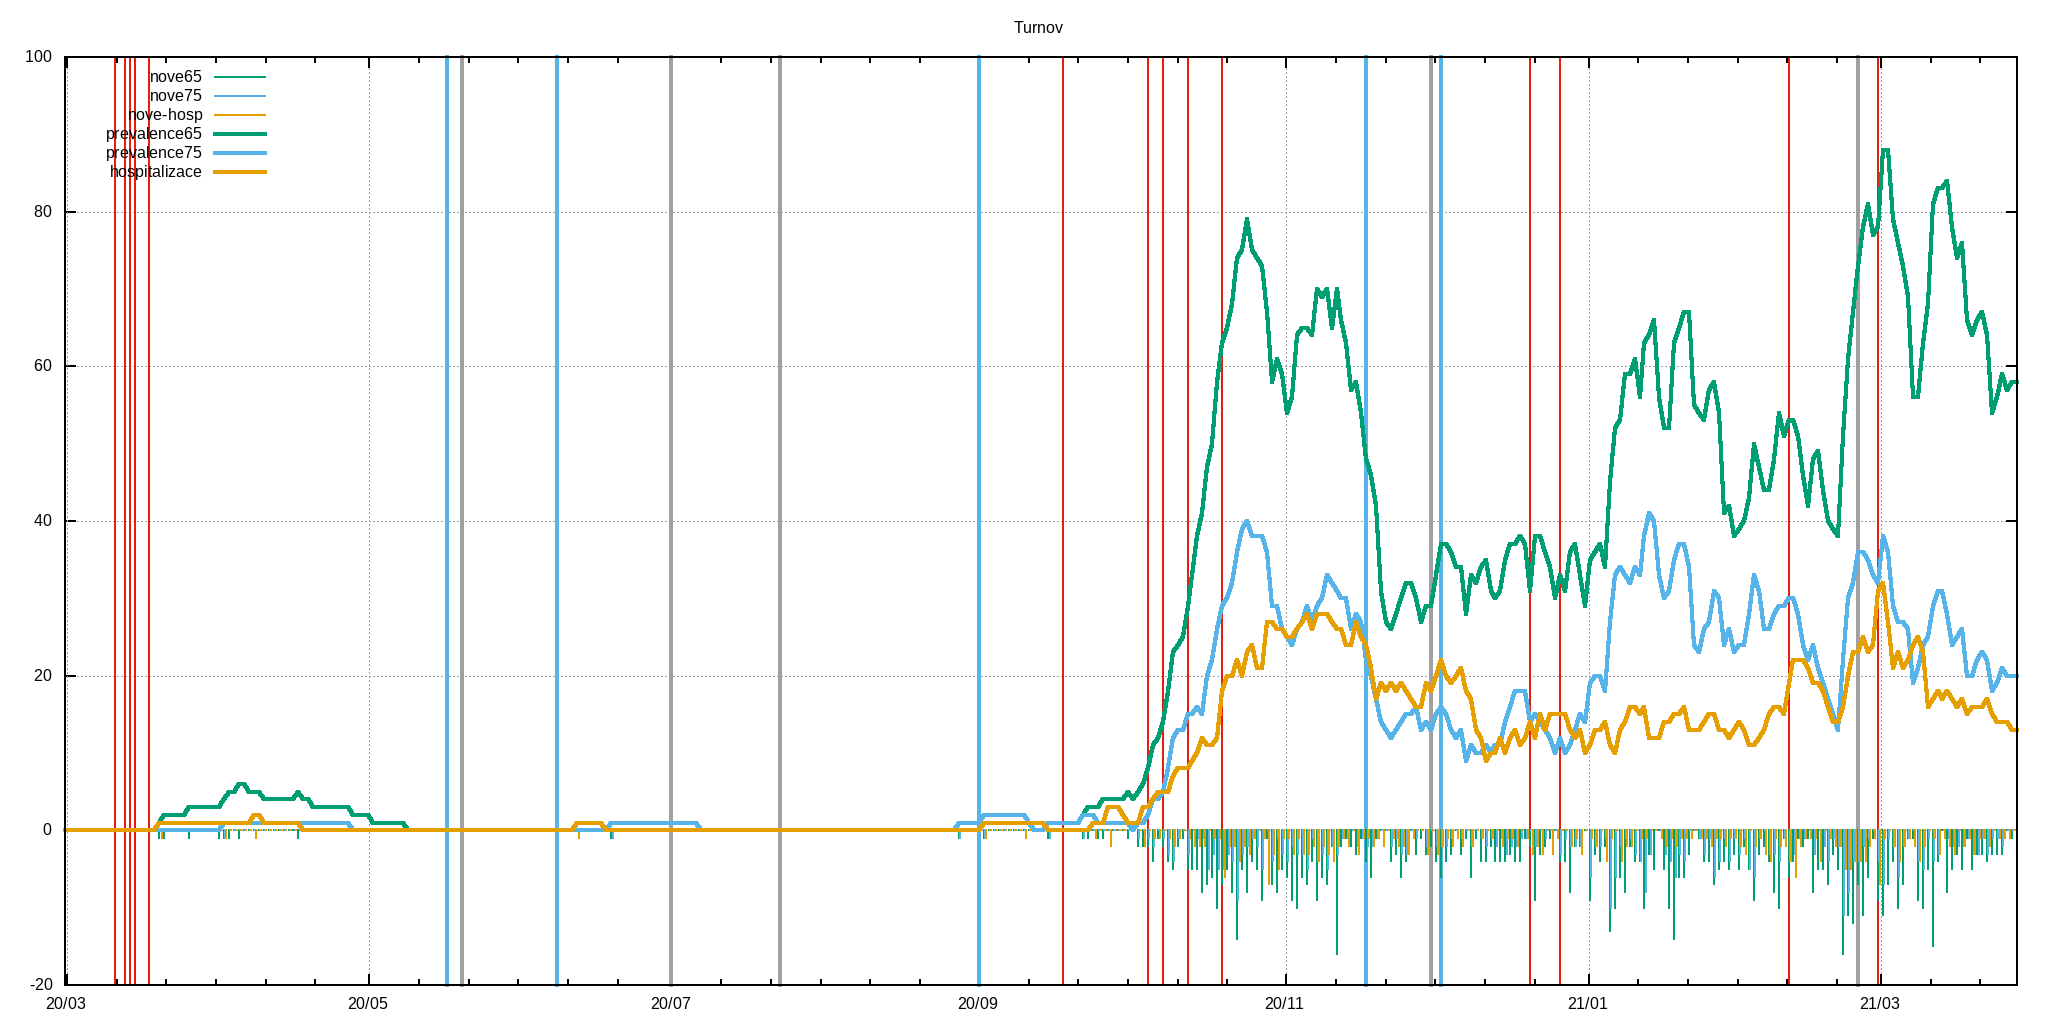 Turnov
100
80
60
40
20
0
-20
nove65
nove75
nove-hosp
prevalence65
prevalence75
hospitalizace
20/03 20/05 20/07 20/09 20/11 21/01 21/03